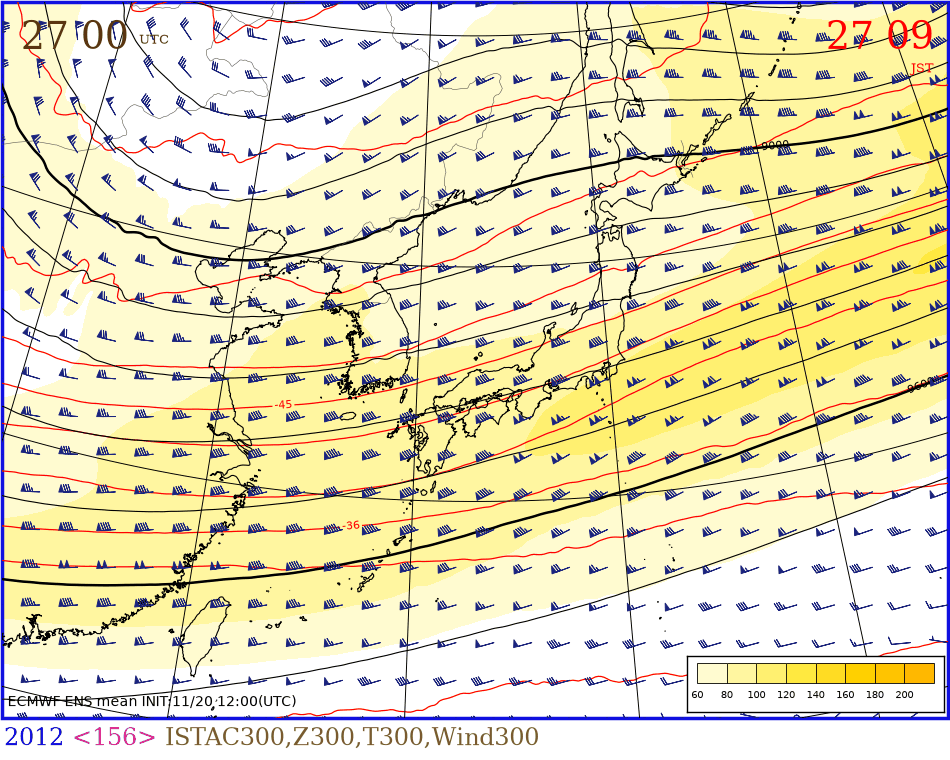 27 00 UTC
27 09
JST
9000
9600
-45
-36
60 80 100 120 140 160 180 200
ECMWF ENS mean INIT:11/20 12:00(UTC)
2012 <156> ISTAC300,Z300,T300,Wind300